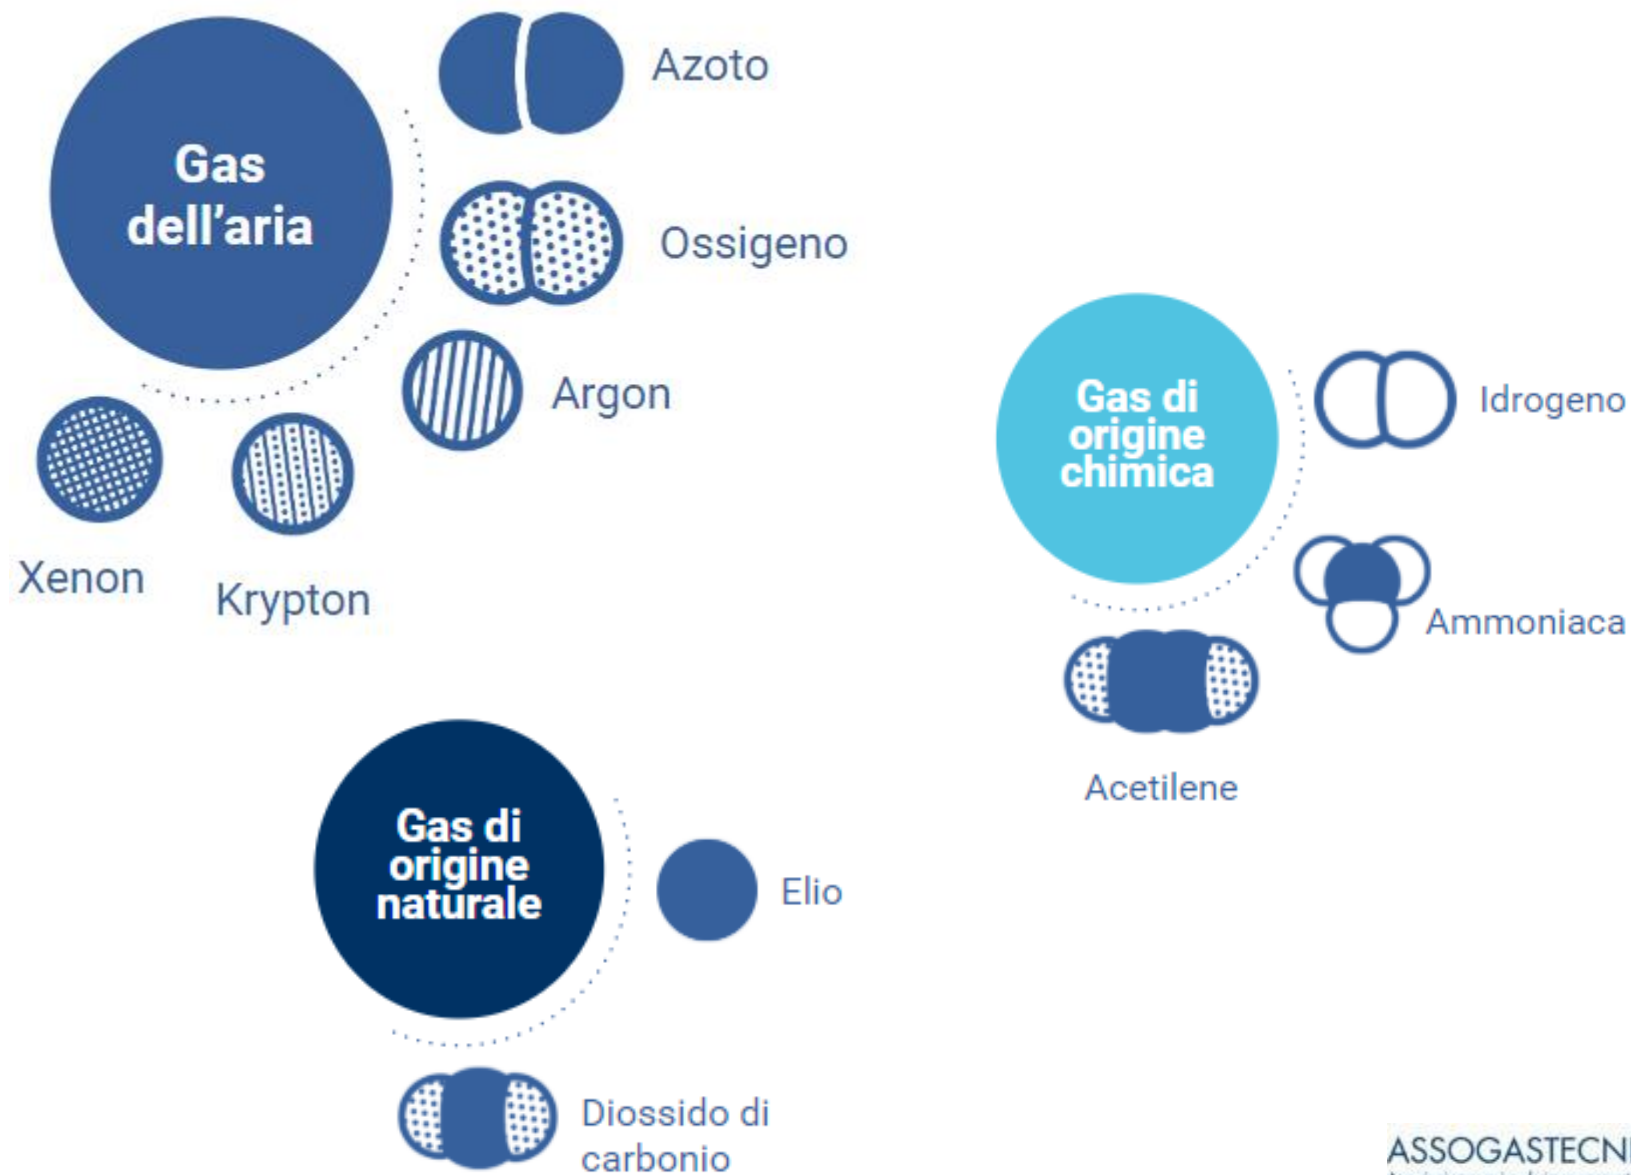 Gas
dell'aria
Azoto
Ossigeno
Argon
Krypton
Xenon
Gas di
origine
chimica
Idrogeno
Ammoniaca
Acetilene
Gas di
origine
naturale
Elio
Diossido di
carbonio
ASSOGASTECNI